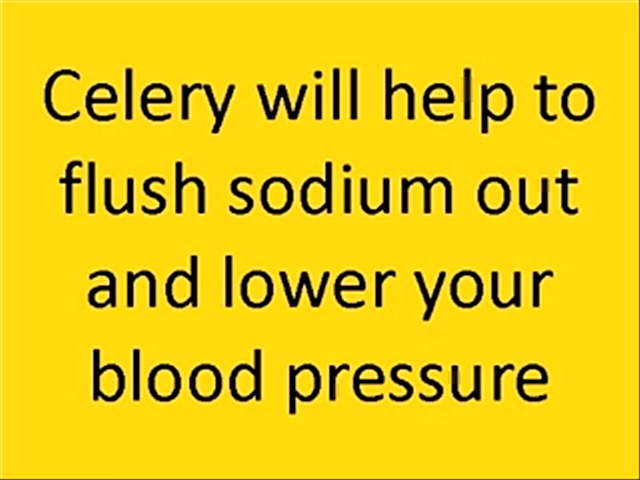 Celery will help to
flush sodium out
and lower your
blood pressure